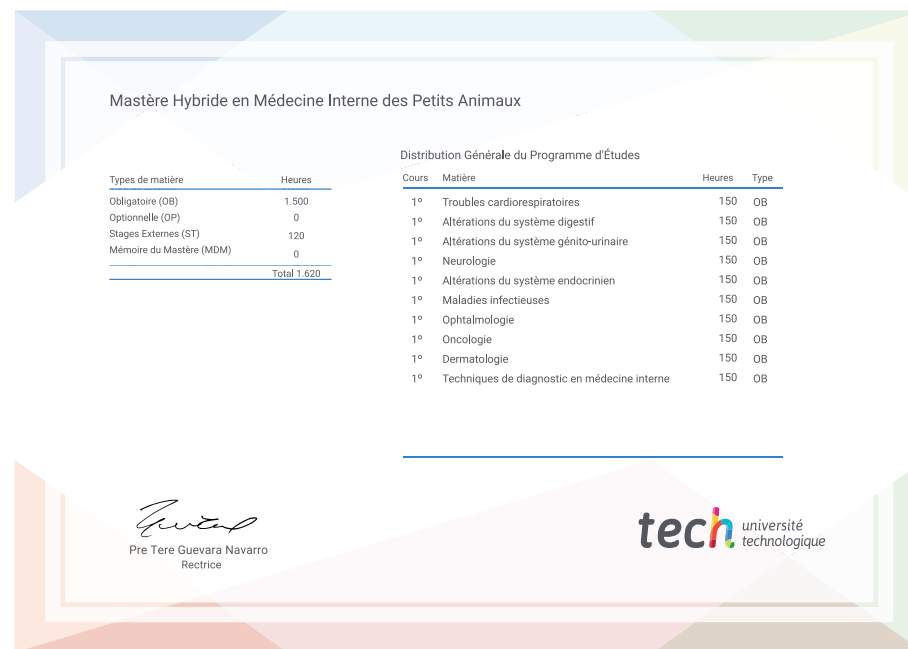 Mastère Hybride en Médecine Interne des Petits Animaux
Types de matière Heures
Obligatoire (OB) 1.500
Optionnelle (OP) 0
Stages Externes (ST) 120
Mémoire du Mastère (MDM) 0
Total 1.620
Distribution Générale du Programme d'Études
Cours Matière Heures Type
1º Troubles cardiorespiratoires 150 OB
1º Altérations du système digestif 150 OB
1º Altérations du système génito-urinaire 150 OB
1º Neurologie 150 OB
1º Altérations du système endocrinien 150 OB
1º Maladies infectieuses 150 OB
1º Ophtalmologie 150 OB
1º Oncologie 150 OB
1º Dermatologie 150 OB
1º Techniques de diagnostic en médecine interne 150 OB
Pre Tere Guevara Navarro
Rectrice
tech université
technologique